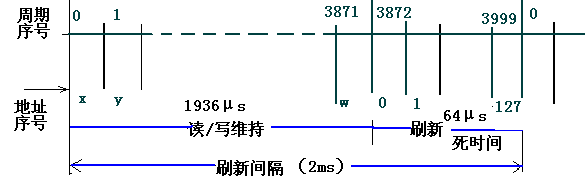 周期
序号
0 1 3871 3872 3999 0
地址
序号
x y w 0 1 127
1936μs 64μs
读/写维持 刷新
死时间
刷新间隔 (2ms)